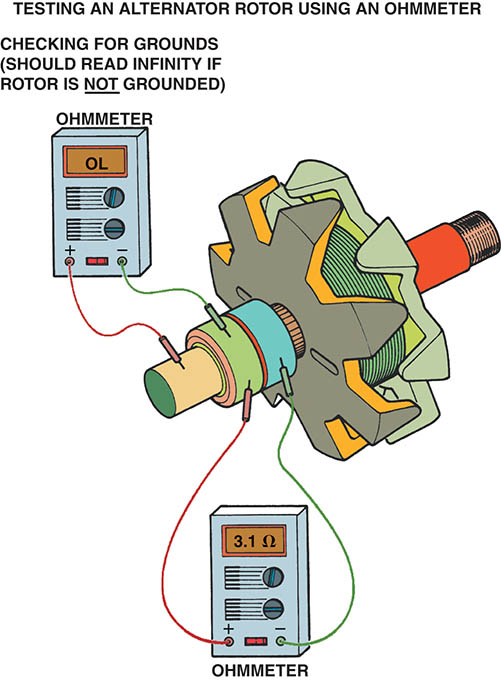 TESTING AN ALTERNATOR ROTOR USING AN OHMMETER
CHECKING FOR GROUNDS
(SHOULD READ INFINITY IF
ROTOR IS NOT GROUNDED)
OHMMETER
OL
+ −
3.1 Ω
+ −
OHMMETER